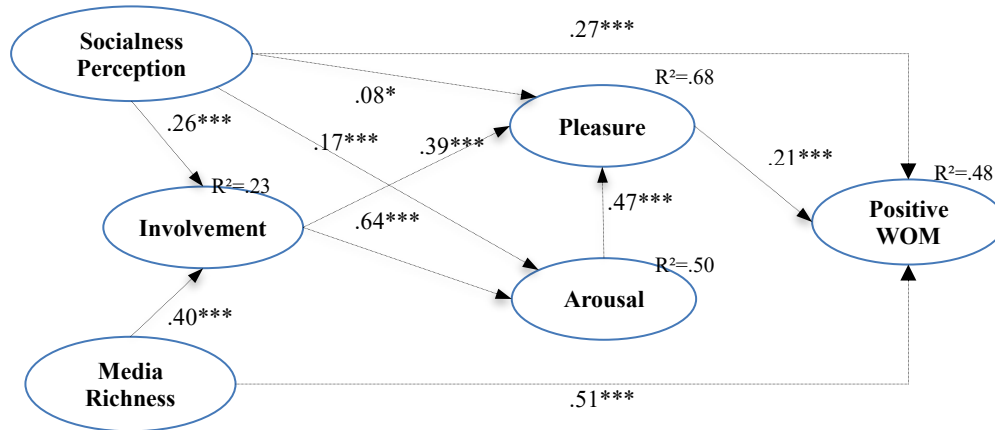 Socialness
Perception
.27***
R²=.68
.08*
Pleasure
.26***
.17***
.39***
.21***
R²=.23
R²=.48
Involvement
.64***
.47***
Positive
WOM
R²=.50
Arousal
.40***
Media
Richness
.51***